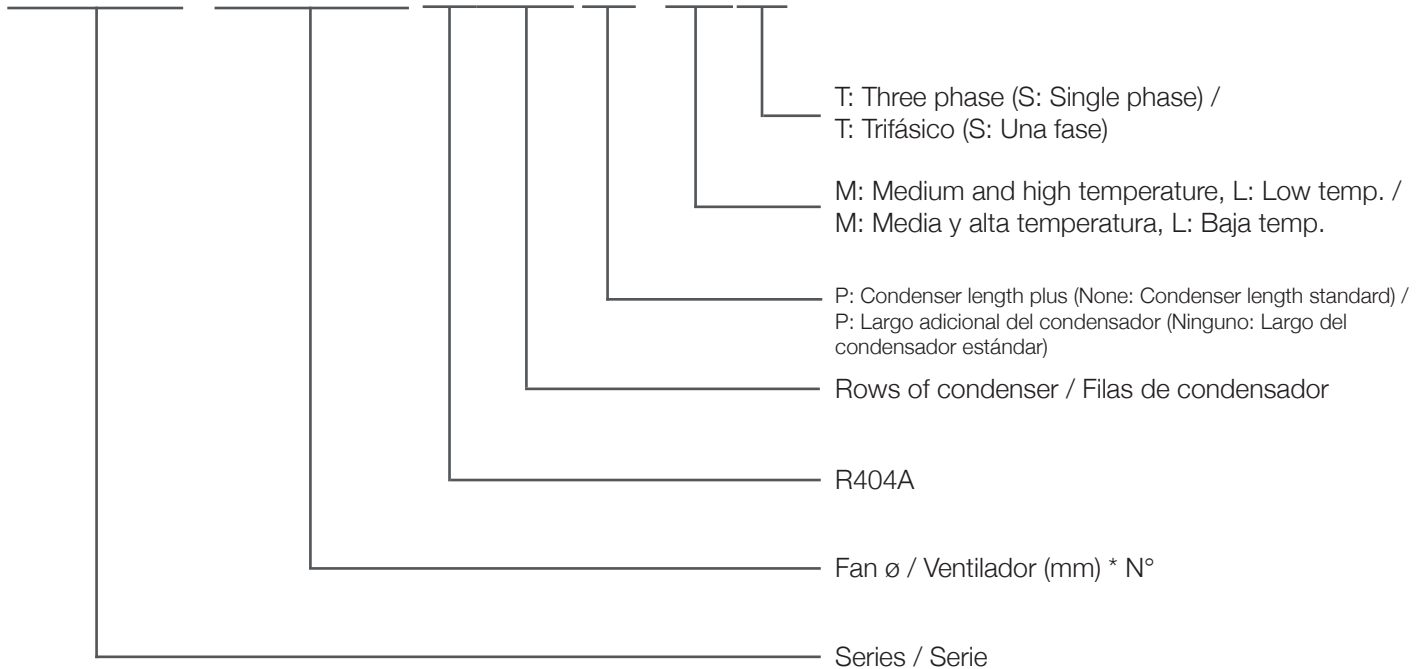 T: Three phase (S: Single phase) /
T: Trifásico (S: Una fase)
M: Medium and high temperature, L: Low temp. /
M: Media y alta temperatura, L: Baja temp.
P: Condenser length plus (None: Condenser length standard) /
P: Largo adicional del condensador (Ninguno: Largo del
condensador estándar)
Rows of condenser / Filas de condensador
R404A
Fan ø / Ventilador (mm) * N°
Series / Serie